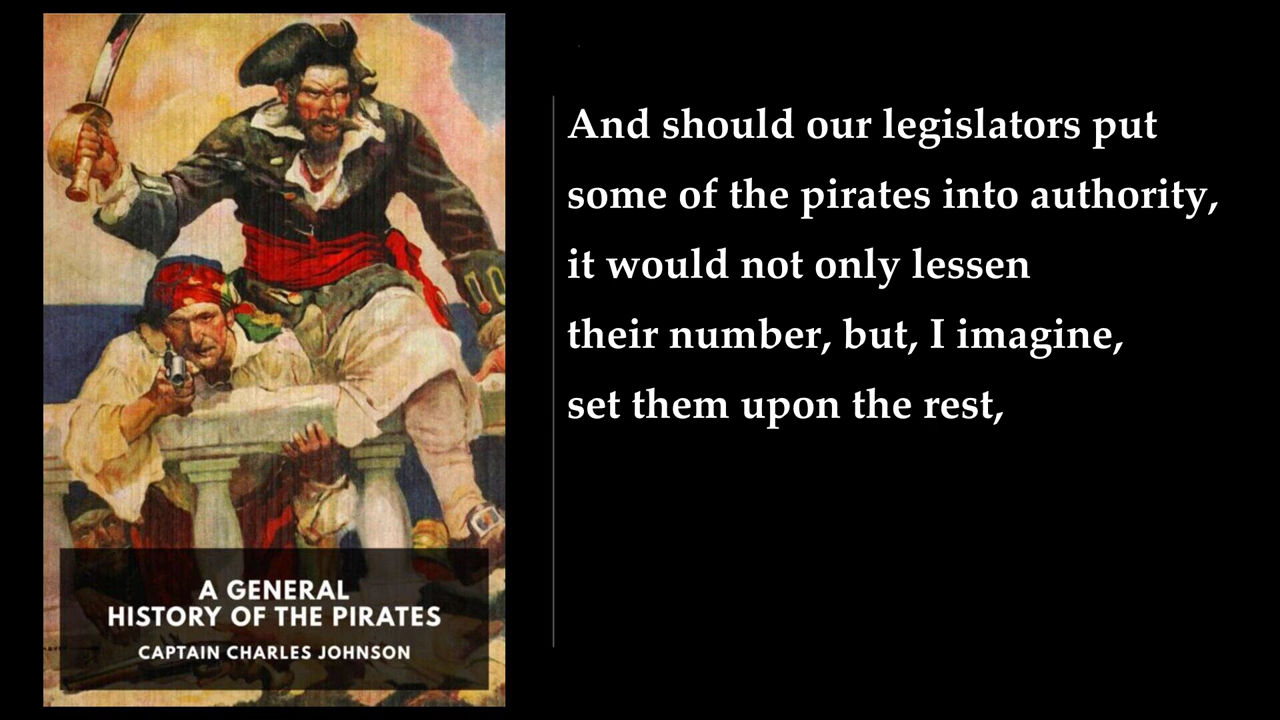 And should our legislators put
some of the pirates into authority,
it would not only lessen
their number, but, I imagine,
set them upon the rest,
A GENERAL
HISTORY OF THE PIRATES
CAPTAIN CHARLES JOHNSON